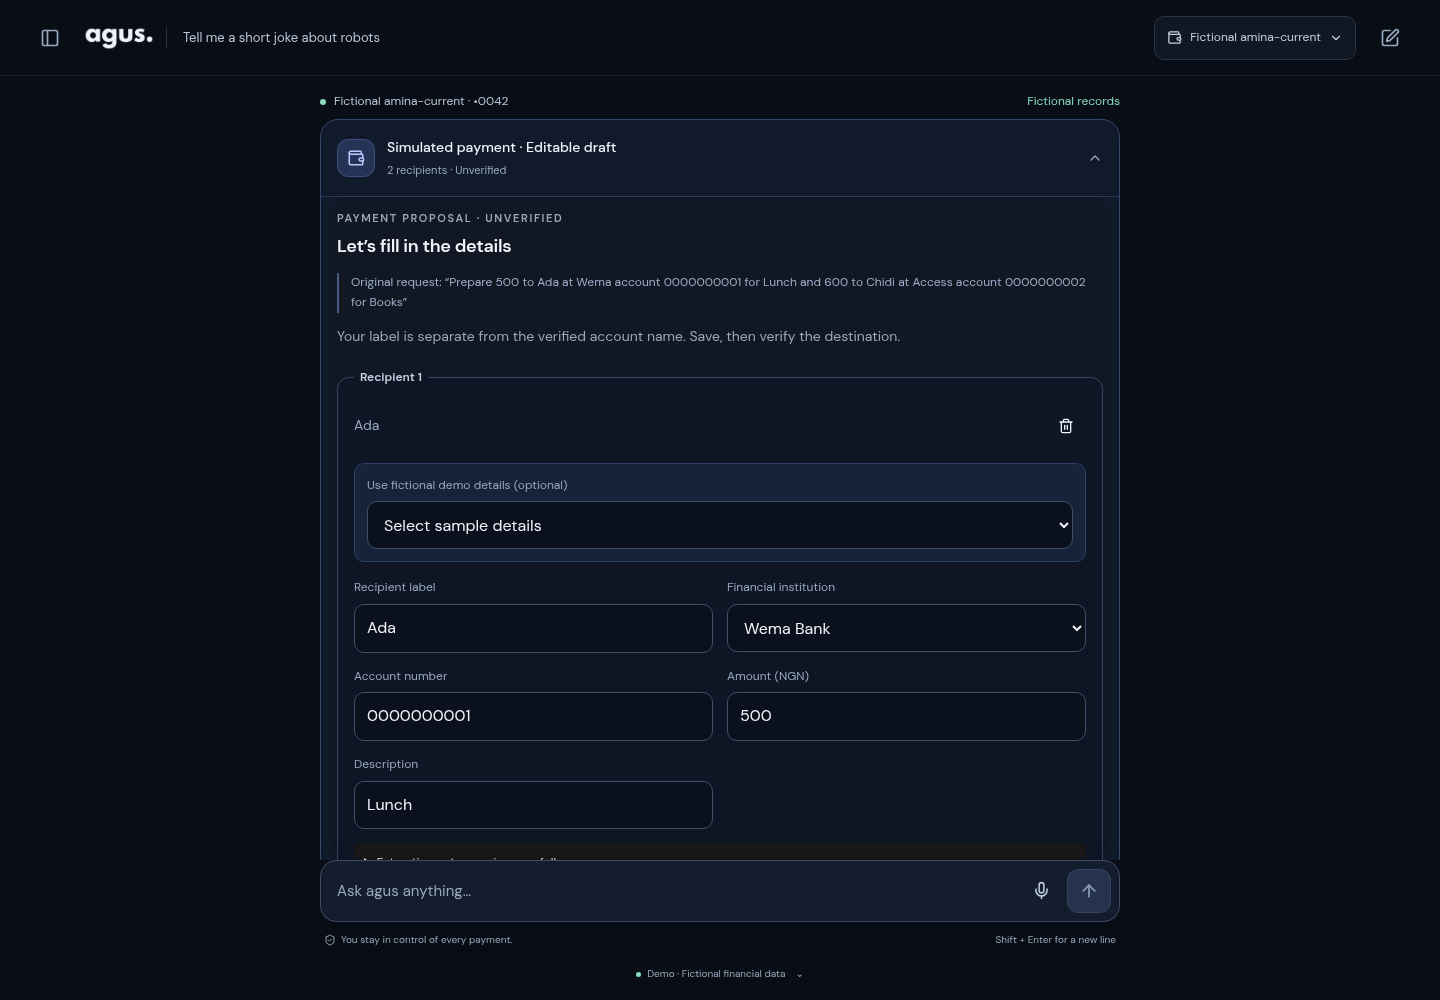 agus.
Tell me a short joke about robots
Fictional amina-current
Fictional amina-current · •0042
Fictional records
Simulated payment · Editable draft
2 recipients · Unverified
PAYMENT PROPOSAL · UNVERIFIED
Let’s fill in the details
Original request: “Prepare 500 to Ada at Wema account 0000000001 for Lunch and 600 to Chidi at Access account 0000000002
for Books”
Your label is separate from the verified account name. Save, then verify the destination.
Recipient 1
Ada
Use fictional demo details (optional)
Select sample details
Recipient label
Financial institution
Ada
Wema Bank
Account number
Amount (NGN)
0000000001
500
Description
Lunch
Ask agus anything...
You stay in control of every payment.
Shift + Enter for a new line
Demo · Fictional financial data